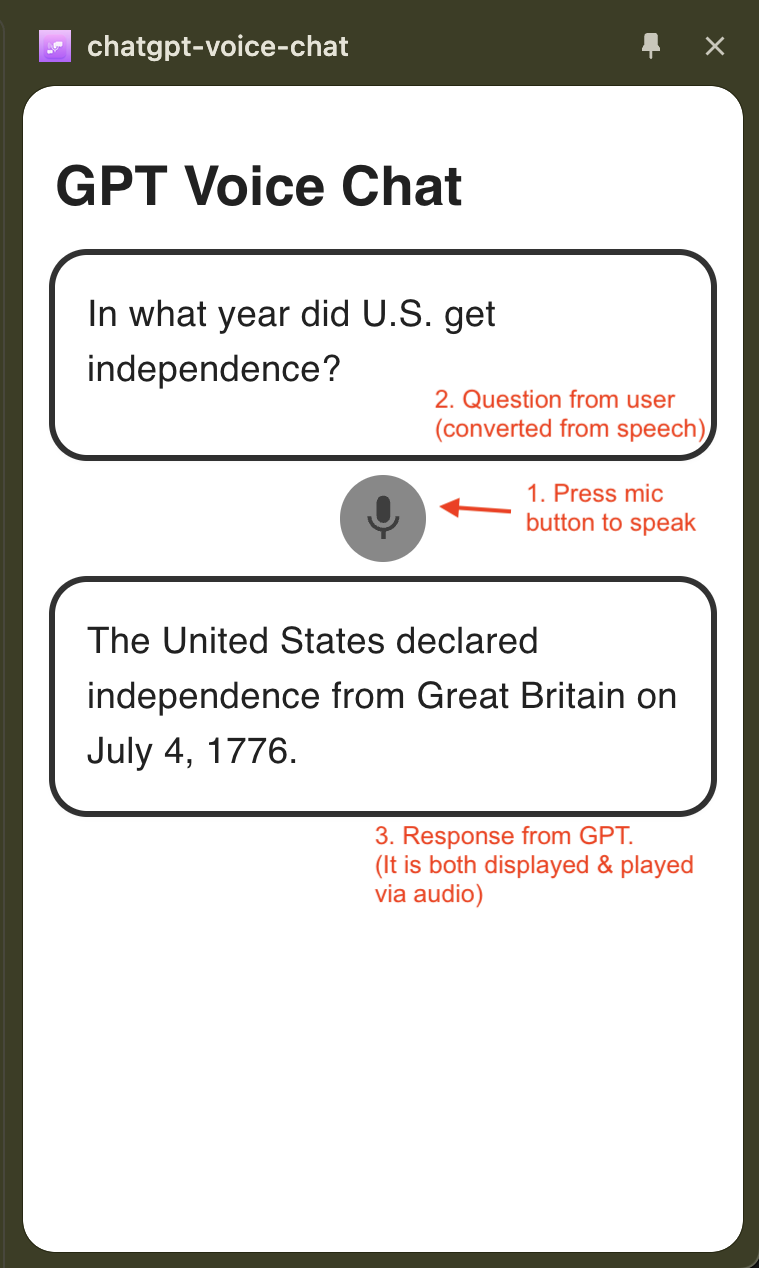 chatgpt-voice-chat
GPT Voice Chat
In what year did U.S. get
independence?
2. Question from user
(converted from speech)
1. Press mic
button to speak
The United States declared
independence from Great Britain on
July 4, 1776.
3. Response from GPT.
(It is both displayed & played
via audio)